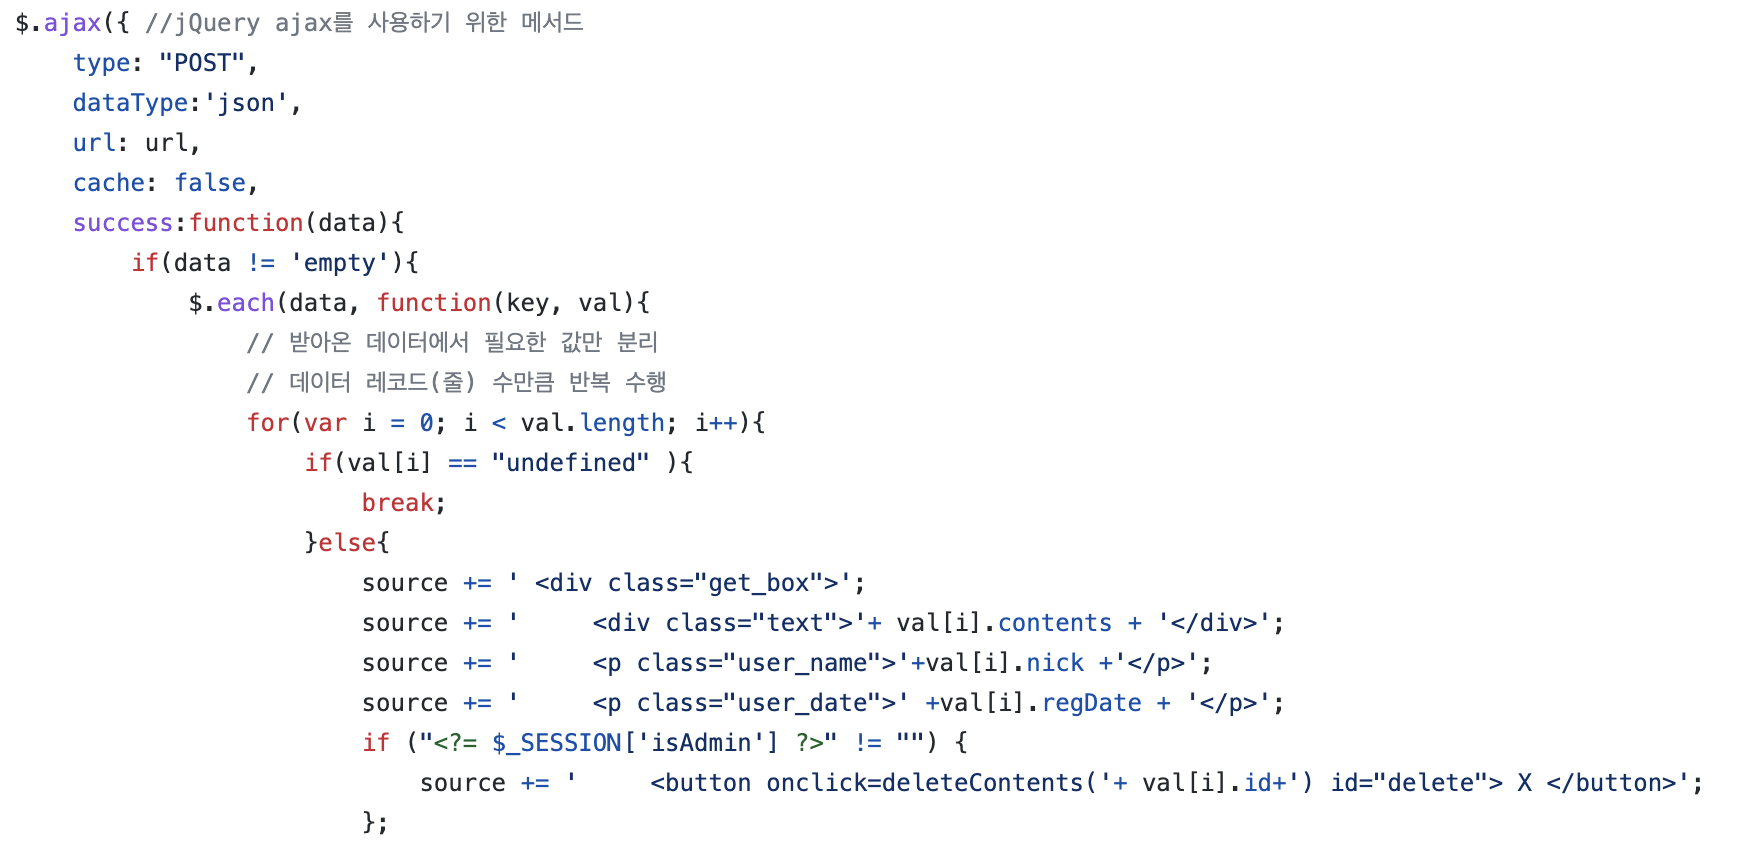 $.ajax({ //jQuery ajax를 사용하기 위한 메서드
    type: "POST",
    dataType:'json',
    url: url,
    cache: false,
    success:function(data){
        if(data != 'empty'){
            $.each(data, function(key, val){
                // 받아온 데이터에서 필요한 값만 분리
                // 데이터 레코드(줄) 수만큼 반복 수행
                for(var i = 0; i < val.length; i++){
                    if(val[i] == "undefined" ){
                        break;
                    }else{
                        source += ' <div class="get_box">';
                        source += '     <div class="text">'+ val[i].contents + '</div>';
                        source += '     <p class="user_name">'+val[i].nick +'</p>';
                        source += '     <p class="user_date">' +val[i].regDate + '</p>';
                        if ("<?= $_SESSION['isAdmin'] ?>" != "") {
                            source += '     <button onclick=deleteContents('+ val[i].id+') id="delete"> X </button>';
                        };